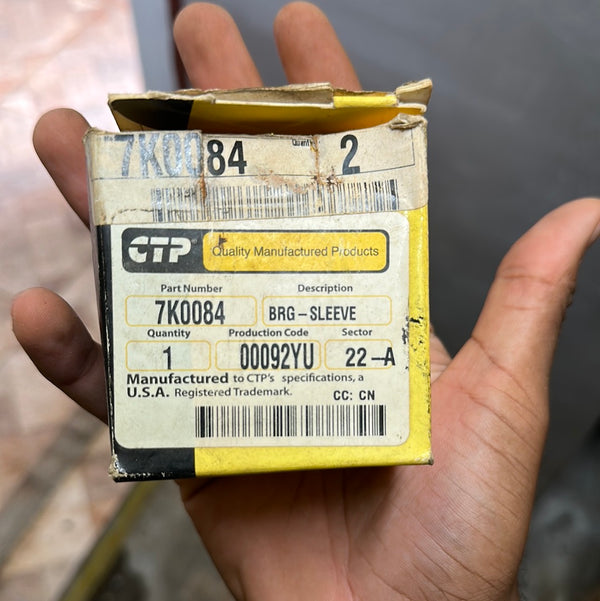 7K0084 Quantity 2
CTP® Quality Manufactured Products
Part Number Description
7K0084 BRG-SLEEVE
Quantity Production Code Sector
1 00092YU 22-A
Manufactured to CTP's specifications, a
U.S.A. Registered Trademark. CC: CN